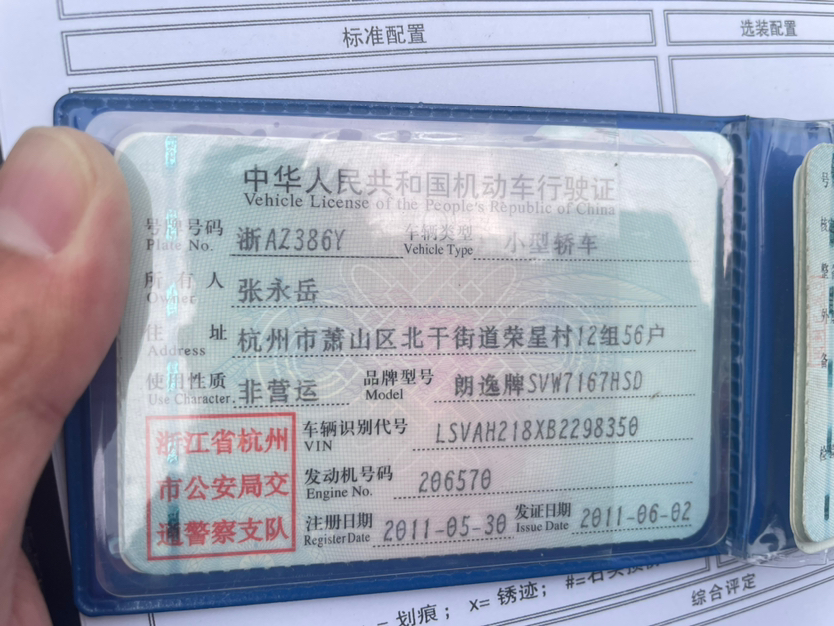 标准配置
选装配置
中华人民共和国机动车行驶证
Vehicle License of the People's Republic of China
号牌号码 浙AZ386Y 车辆类型 小型轿车
Plate No. Vehicle Type
所有人 张永岳
Owner
住址 杭州市萧山区北干街道荣星村12组56户
Address
使用性质 非营运 品牌型号 朗逸牌SVW7167HSD
Use Character Model
浙江省杭州
市公安局交
通警察支队
车辆识别代号 LSVAH218XB2298350
VIN
发动机号码 206570
Engine No.
注册日期 2011-05-30 发证日期 2011-06-02
Register Date Issue Date
号
核
整
外
备
检
划痕; x=锈迹;
综合评定